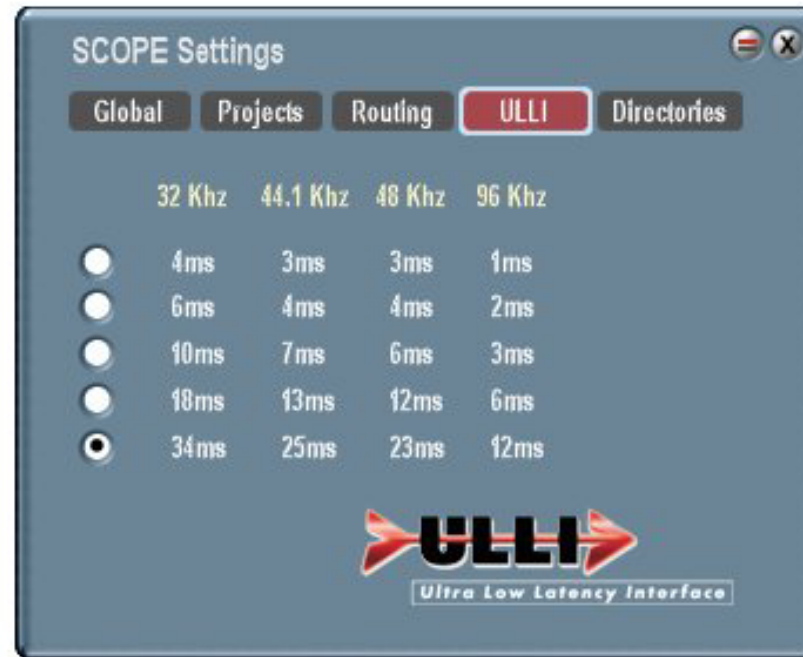 SCOPE Settings
X
Global Projects Routing ULLI Directories
32 Khz 44.1 Khz 48 Khz 96 Khz
4ms 3ms 3ms 1ms
6ms 4ms 4ms 2ms
10ms 7ms 6ms 3ms
18ms 13ms 12ms 6ms
34ms 25ms 23ms 12ms
ULLI
Ultra Low Latency Interface